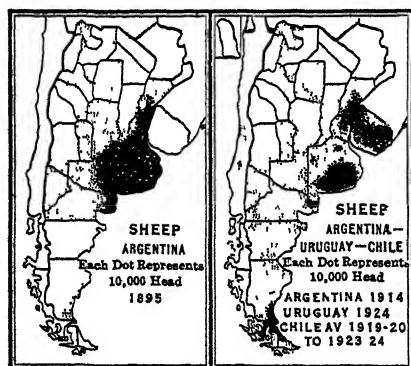 SHEEP
ARGENTINA
Each Dot Represents
10,000 Head
1895
SHEEP
ARGENTINA—
URUGUAY—CHILE
Each Dot Represents
10,000 Head
ARGENTINA 1914
URUGUAY 1924
CHILE AV 1919-20
TO 1923 24